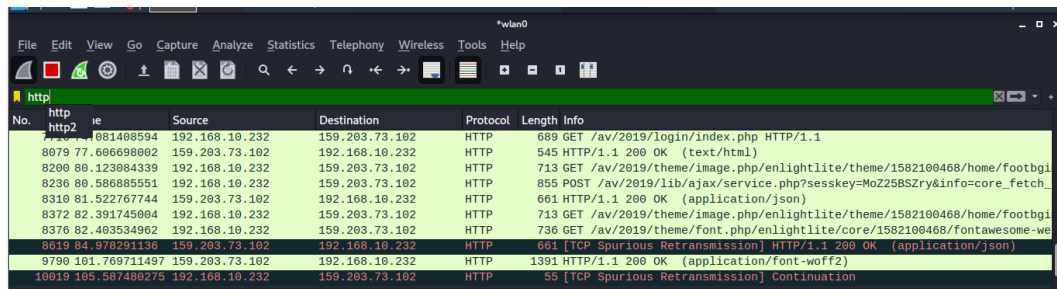 *wlan0
File Edit View Go Capture Analyze Statistics Telephony Wireless Tools Help
http
No. Source Destination Protocol Length Info
http
http2
081408594 192.168.10.232 159.203.73.102 HTTP 689 GET /av/2019/login/index.php HTTP/1.1
8079 77.606698002 159.203.73.102 192.168.10.232 HTTP 545 HTTP/1.1 200 OK (text/html)
8200 80.123084339 192.168.10.232 159.203.73.102 HTTP 713 GET /av/2019/theme/image.php/enlightlite/theme/1582100468/home/footbgi
8236 80.586885551 192.168.10.232 159.203.73.102 HTTP 855 POST /av/2019/lib/ajax/service.php?sesskey=MoZ25BSZry&info=core_fetch_
8310 81.522767744 159.203.73.102 192.168.10.232 HTTP 661 HTTP/1.1 200 OK (application/json)
8372 82.391745004 192.168.10.232 159.203.73.102 HTTP 713 GET /av/2019/theme/image.php/enlightlite/theme/1582100468/home/footbgi
8376 82.403534962 192.168.10.232 159.203.73.102 HTTP 736 GET /av/2019/theme/font.php/enlightlite/core/1582100468/fontawesome-we
8619 84.978291136 159.203.73.102 192.168.10.232 HTTP 661 [TCP Spurious Retransmission] HTTP/1.1 200 OK (application/json)
9790 101.769711497 159.203.73.102 192.168.10.232 HTTP 1391 HTTP/1.1 200 OK (application/font-woff2)
10019 105.587480275 192.168.10.232 159.203.73.102 HTTP 55 [TCP Spurious Retransmission] Continuation